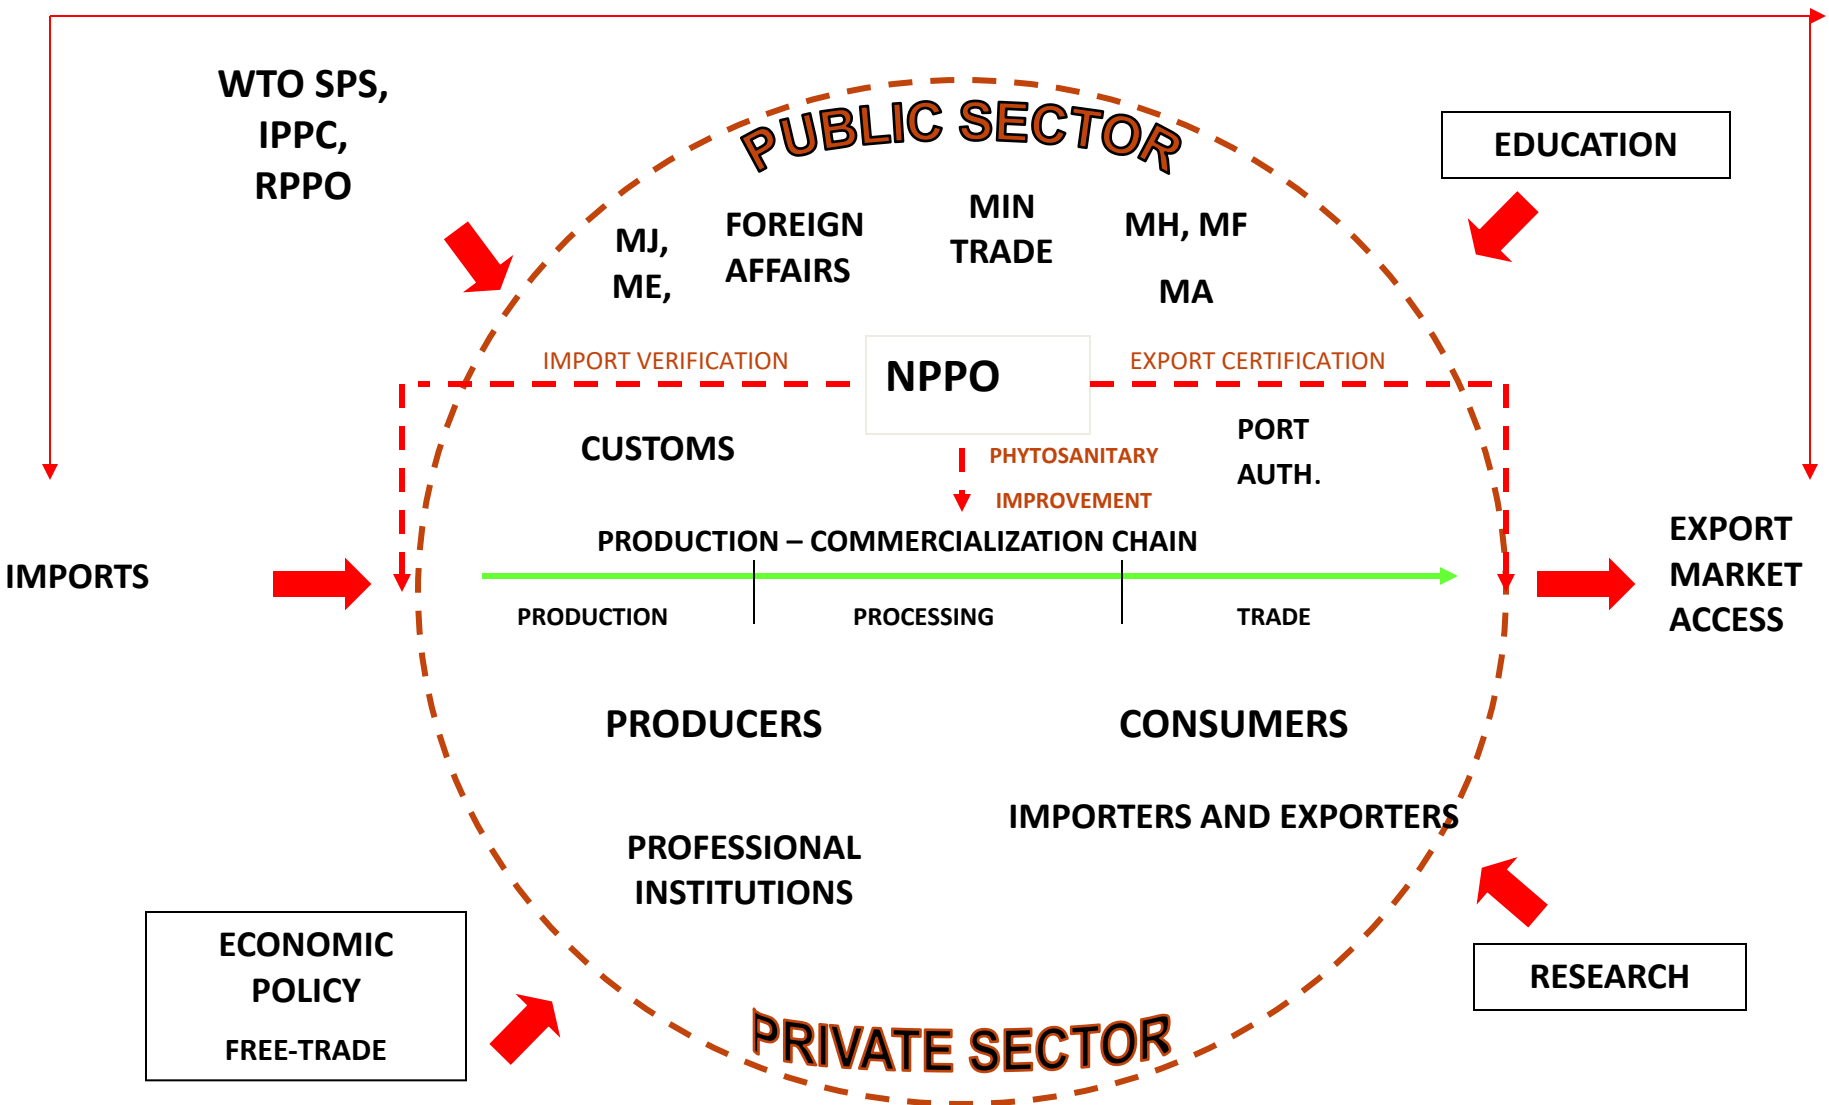 WTO SPS,
IPPC,
RPPO
PUBLIC SECTOR
EDUCATION
MJ,
ME,
FOREIGN
AFFAIRS
MIN
TRADE
MH, MF
MA
IMPORT VERIFICATION
NPPO
EXPORT CERTIFICATION
CUSTOMS
PHYTOSANITARY
IMPROVEMENT
PORT
AUTH.
PRODUCTION – COMMERCIALIZATION CHAIN
IMPORTS
EXPORT
MARKET
ACCESS
PRODUCTION
PROCESSING
TRADE
PRODUCERS
CONSUMERS
IMPORTERS AND EXPORTERS
PROFESSIONAL
INSTITUTIONS
ECONOMIC
POLICY
FREE-TRADE
RESEARCH
PRIVATE SECTOR